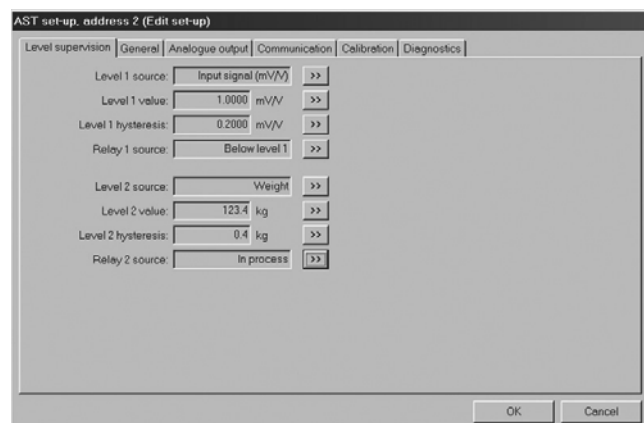 AST set-up, address 2 (Edit set-up)
Level supervision General Analogue output Communication Calibration Diagnostics
Level 1 source: Input signal (mV/V) >>
Level 1 value: 1.0000 mV/V >>
Level 1 hysteresis: 0.2000 mV/V >>
Relay 1 source: Below level 1 >>
Level 2 source: Weight >>
Level 2 value: 123.4 kg >>
Level 2 hysteresis: 0.4 kg >>
Relay 2 source: In process >>
OK Cancel